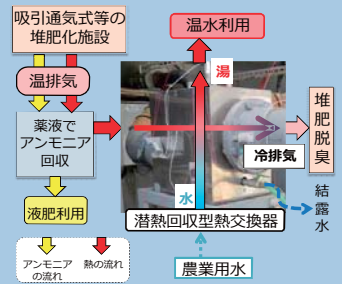 吸引通気式等の
堆肥化施設
温排気
薬液で
アンモニア
回収
液肥利用
アンモニア
の流れ
熱の流れ
温水利用
湯
冷排気
水
潜熱回収型熱交換器
農業用水
堆肥脱臭
結露水